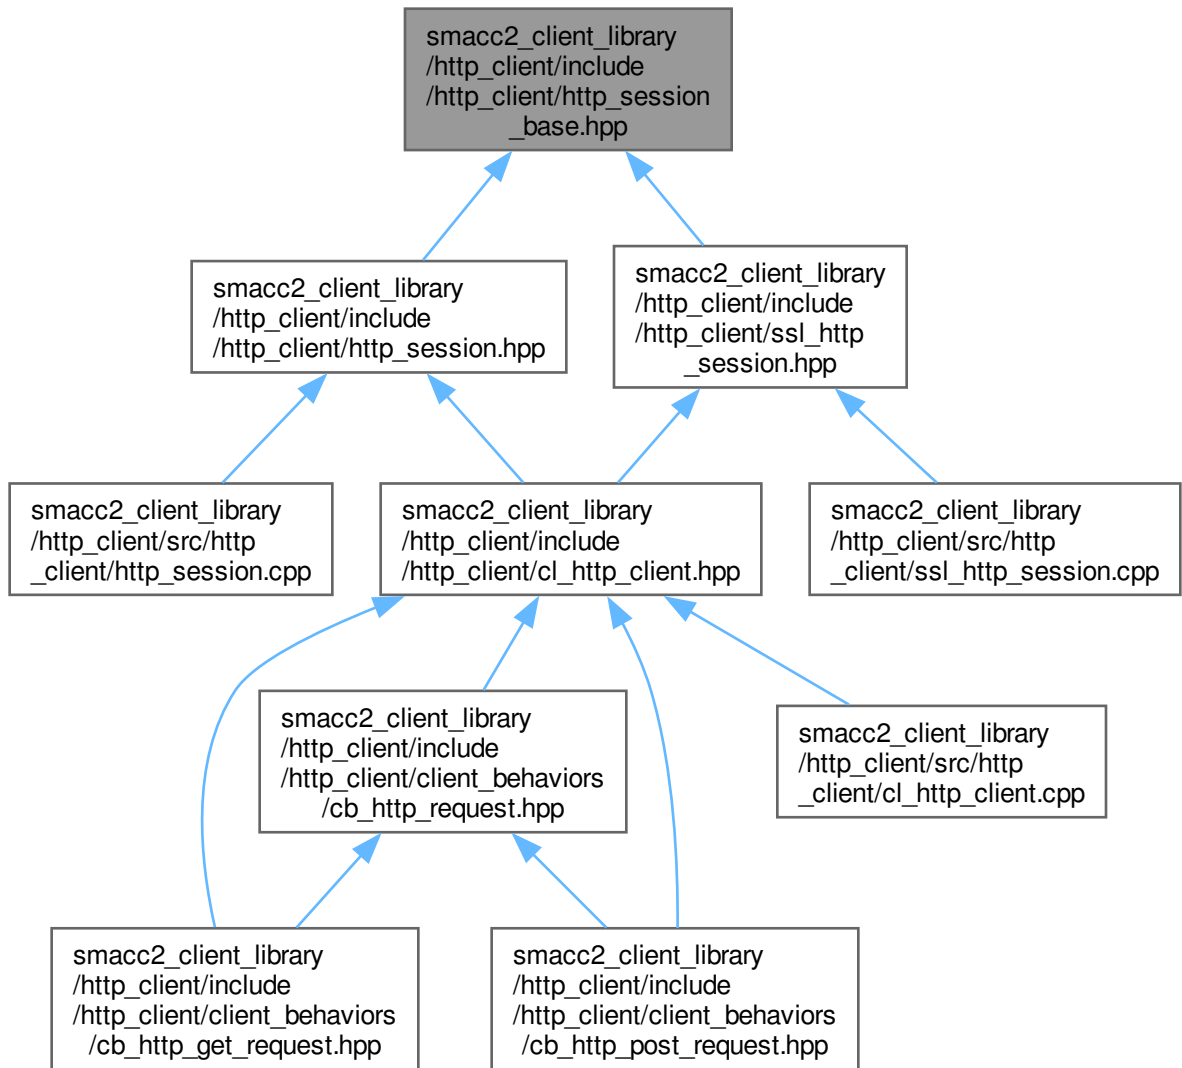 smacc2_client_library
/http_client/include
/http_client/http_session
_base.hpp
smacc2_client_library
/http_client/include
/http_client/http_session.hpp
smacc2_client_library
/http_client/include
/http_client/ssl_http
_session.hpp
smacc2_client_library
/http_client/src/http
_client/http_session.cpp
smacc2_client_library
/http_client/include
/http_client/cl_http_client.hpp
smacc2_client_library
/http_client/src/http
_client/ssl_http_session.cpp
smacc2_client_library
/http_client/include
/http_client/client_behaviors
/cb_http_request.hpp
smacc2_client_library
/http_client/src/http
_client/cl_http_client.cpp
smacc2_client_library
/http_client/include
/http_client/client_behaviors
/cb_http_get_request.hpp
smacc2_client_library
/http_client/include
/http_client/client_behaviors
/cb_http_post_request.hpp